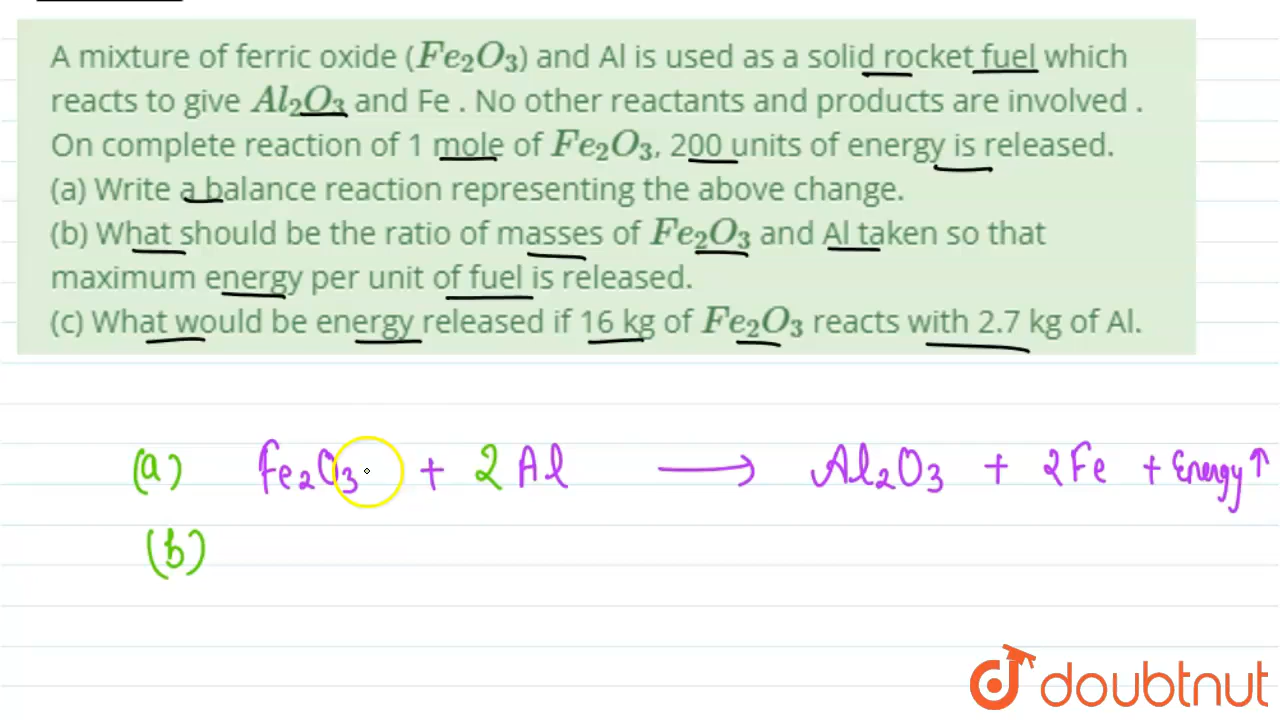 A mixture of ferric oxide (Fe₂O₃) and Al is used as a solid rocket fuel which
reacts to give Al₂O₃ and Fe . No other reactants and products are involved .
On complete reaction of 1 mole of Fe₂O₃, 200 units of energy is released.
(a) Write a balance reaction representing the above change.
(b) What should be the ratio of masses of Fe₂O₃ and Al taken so that
maximum energy per unit of fuel is released.
(c) What would be energy released if 16 kg of Fe₂O₃ reacts with 2.7 kg of Al.
(a) Fe₂O₃ + 2 Al → Al₂O₃ + 2Fe + Energy ↑
(b)
doubtnut